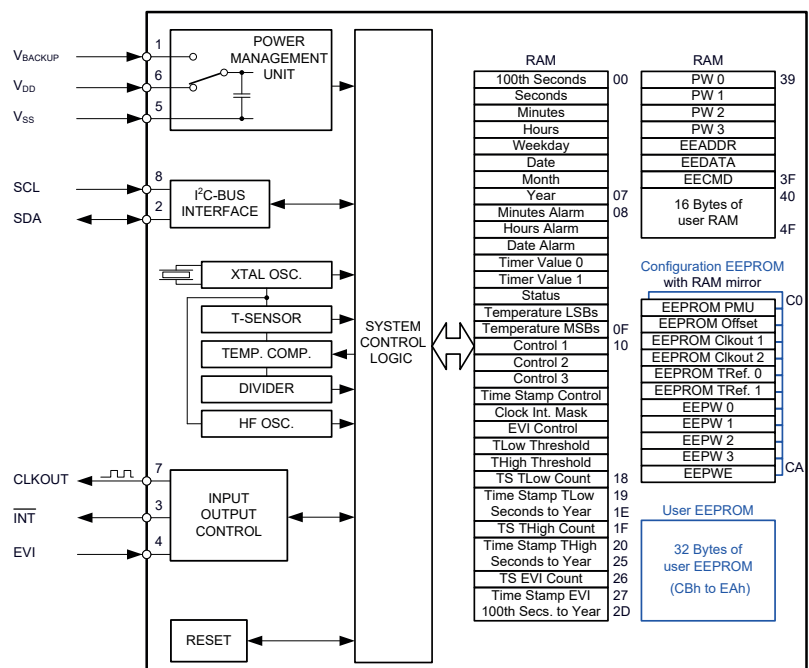 V_BACKUP
1
POWER
MANAGEMENT
UNIT
V_DD
6
V_SS
5
SCL
8
I²C-BUS
INTERFACE
SDA
2
XTAL OSC.
T-SENSOR
TEMP. COMP.
DIVIDER
HF OSC.
CLKOUT
7
INPUT
OUTPUT
CONTROL
INT
3
EVI
4
RESET
SYSTEM
CONTROL
LOGIC
RAM
100th Seconds 00
Seconds
Minutes
Hours
Weekday
Date
Month
Year 07
Minutes Alarm 08
Hours Alarm
Date Alarm
Timer Value 0
Timer Value 1
Status
Temperature LSBs
Temperature MSBs 0F
Control 1 10
Control 2
Control 3
Time Stamp Control
Clock Int. Mask
EVI Control
TLow Threshold
THigh Threshold
TS TLow Count 18
Time Stamp TLow 19
Seconds to Year 1E
TS THigh Count 1F
Time Stamp THigh 20
Seconds to Year 25
TS EVI Count 26
Time Stamp EVI 27
100th Secs. to Year 2D
RAM
PW 0 39
PW 1
PW 2
PW 3
EEADDR
EEDATA
EECMD 3F
40
16 Bytes of
user RAM
4F
Configuration EEPROM
with RAM mirror
C0
EEPROM PMU
EEPROM Offset
EEPROM Clkout 1
EEPROM Clkout 2
EEPROM TRef. 0
EEPROM TRef. 1
EEPW 0
EEPW 1
EEPW 2
EEPW 3
EEPWE
CA
User EEPROM
32 Bytes of
user EEPROM
(CBh to EAh)